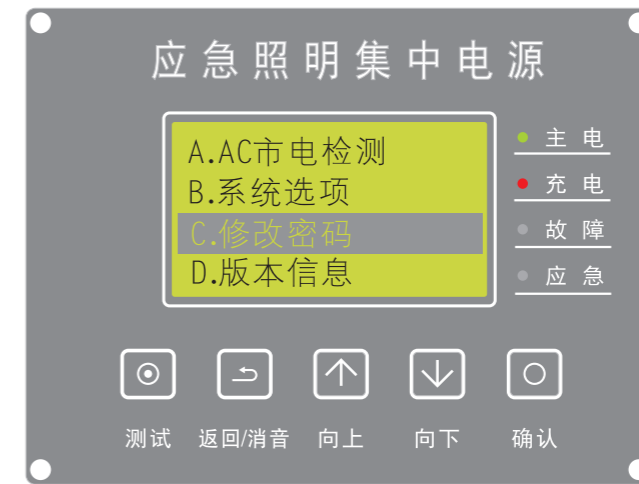 应急照明集中电源
A.AC市电检测
B.系统选项
C.修改密码
D.版本信息
主电
充电
故障
应急
测试 返回/消音 向上 向下 确认